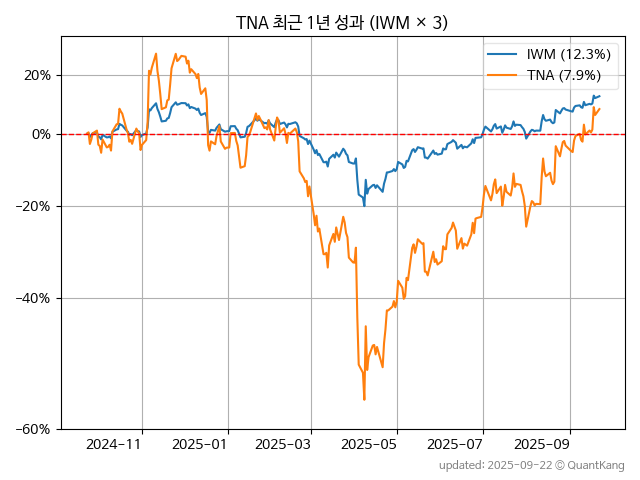 TNA 최근 1년 성과 (IWM × 3)
IWM (12.3%)
TNA (7.9%)
20%
0%
−20%
−40%
−60%
2024-11
2025-01
2025-03
2025-05
2025-07
2025-09
updated: 2025-09-22 © QuantKang